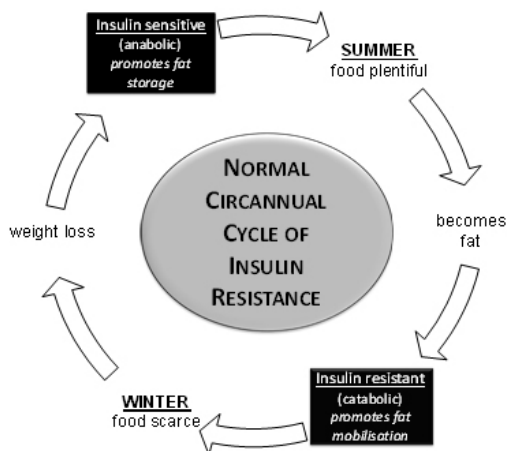 Insulin sensitive
(anabolic)
promotes fat
storage
SUMMER
food plentiful
becomes
fat
Insulin resistant
(catabolic)
promotes fat
mobilisation
WINTER
food scarce
weight loss
NORMAL
CIRCANNUAL
CYCLE OF
INSULIN
RESISTANCE